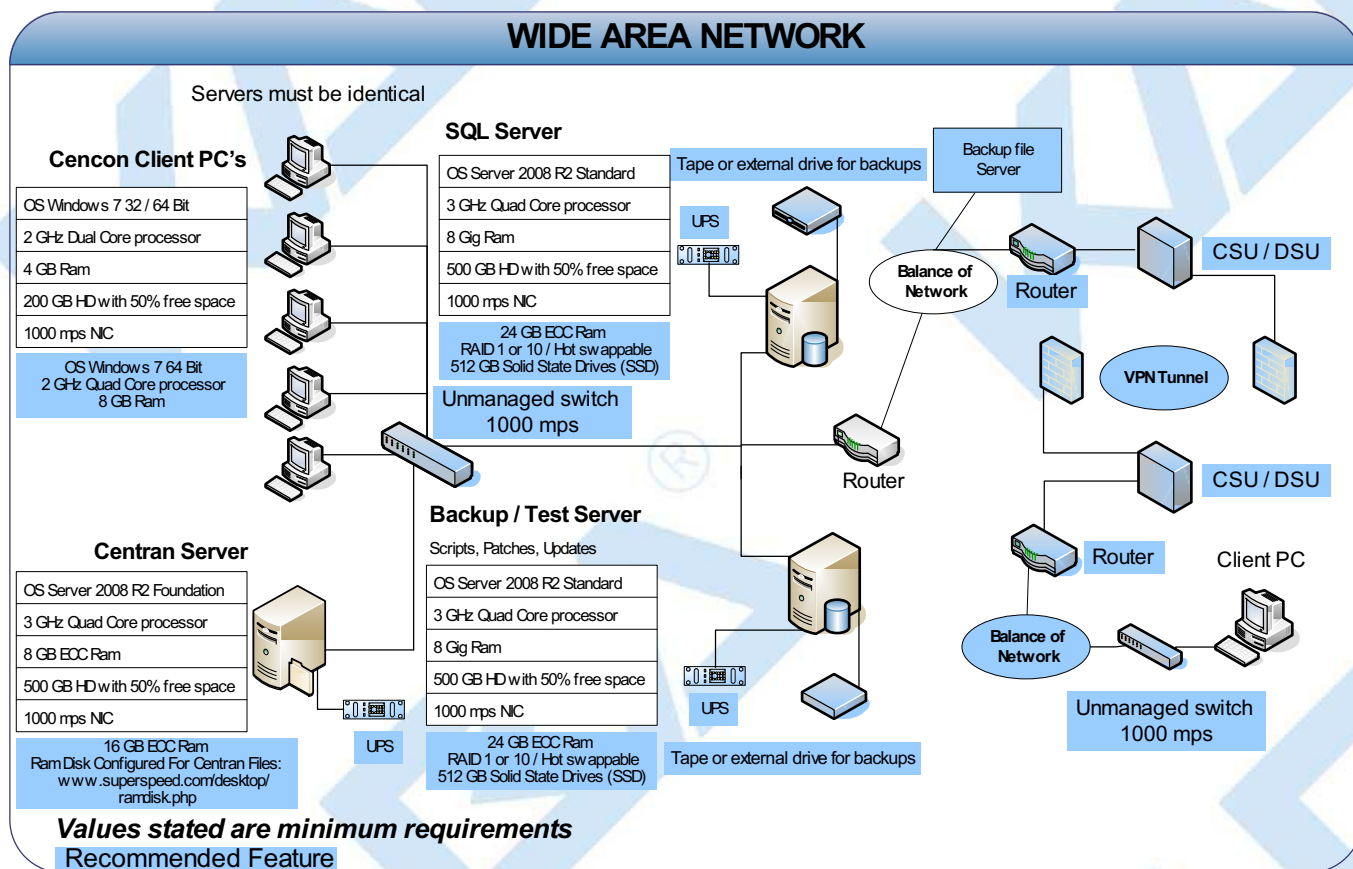 WIDE AREA NETWORK
Servers must be identical
Cencon Client PC's
OS Windows 7 32 / 64 Bit
2 GHz Dual Core processor
4 GB Ram
200 GB HD with 50% free space
1000 mps NIC
OS Windows 7 64 Bit
2 GHz Quad Core processor
8 GB Ram
SQL Server
OS Server 2008 R2 Standard
3 GHz Quad Core processor
8 Gig Ram
500 GB HD with 50% free space
1000 mps NIC
24 GB ECC Ram
RAID 1 or 10 / Hot swappable
512 GB Solid State Drives (SSD)
Unmanaged switch
1000 mps
Tape or external drive for backups
UPS
Backup file
Server
Balance of
Network
Router
CSU / DSU
VPN Tunnel
CSU / DSU
Router
Router
Client PC
Balance of
Network
Unmanaged switch
1000 mps
Centran Server
OS Server 2008 R2 Foundation
3 GHz Quad Core processor
8 GB ECC Ram
500 GB HD with 50% free space
1000 mps NIC
16 GB ECC Ram
Ram Disk Configured For Centran Files:
www.superspeed.com/desktop/
ramdisk.php
UPS
Backup / Test Server
Scripts, Patches, Updates
OS Server 2008 R2 Standard
3 GHz Quad Core processor
8 Gig Ram
500 GB HD with 50% free space
1000 mps NIC
24 GB ECC Ram
RAID 1 or 10 / Hot swappable
512 GB Solid State Drives (SSD)
UPS
Tape or external drive for backups
®
Values stated are minimum requirements
Recommended Feature